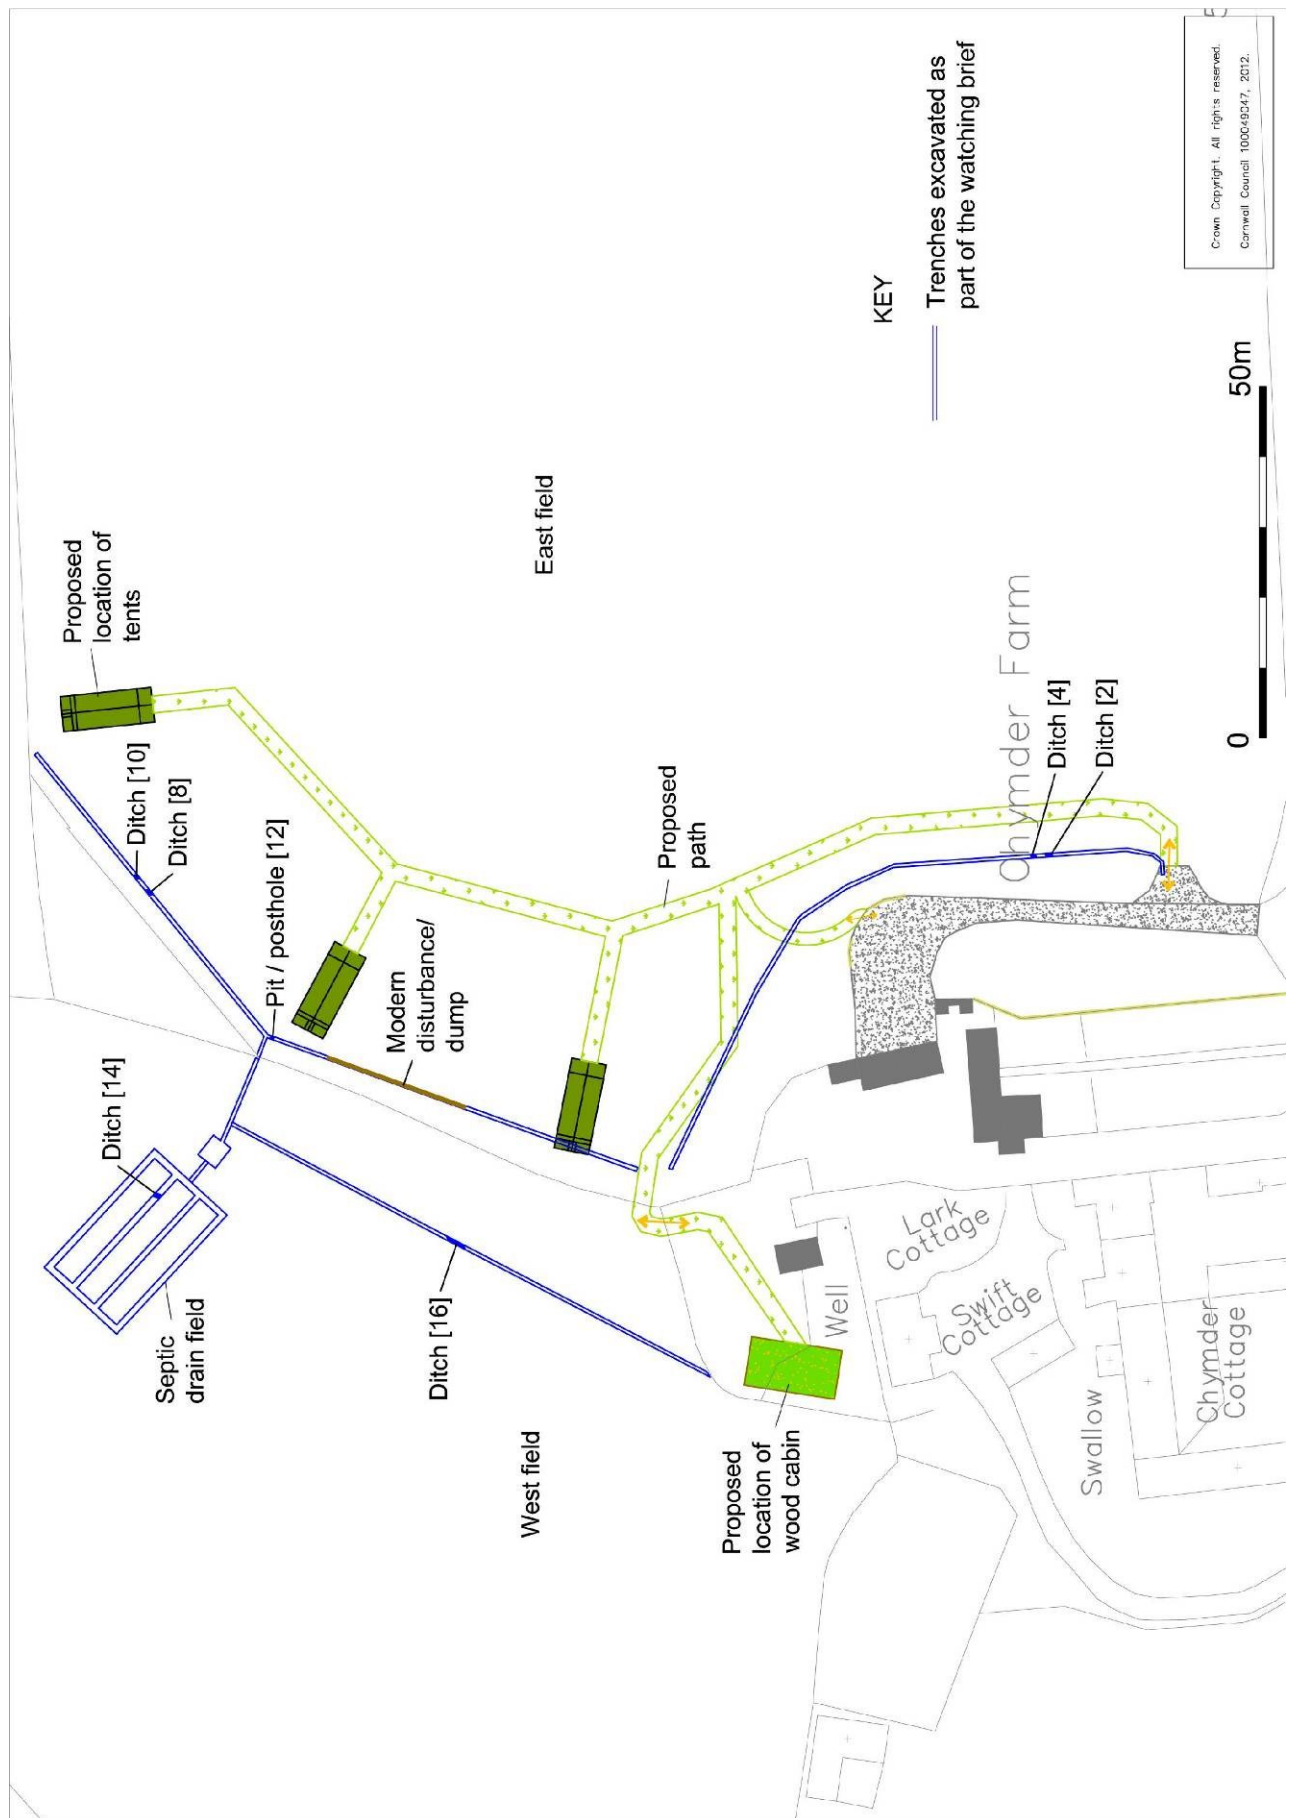 Proposed
location of
tents
Ditch [10]
Ditch [8]
Pit / posthole [12]
Ditch [14]
Septic
drain field
Modern
disturbance/
dump
Ditch [16]
East field
West field
Proposed
path
Proposed
location of
wood cabin
Well
Lark
Cottage
Swift
Cottage
Swallow
Chymder
Cottage
Chymder Farm
Ditch [4]
Ditch [2]
KEY
Trenches excavated as
part of the watching brief
0
50m
Crown Copyright. All rights reserved.
Cornwall Council 100049047, 2012.